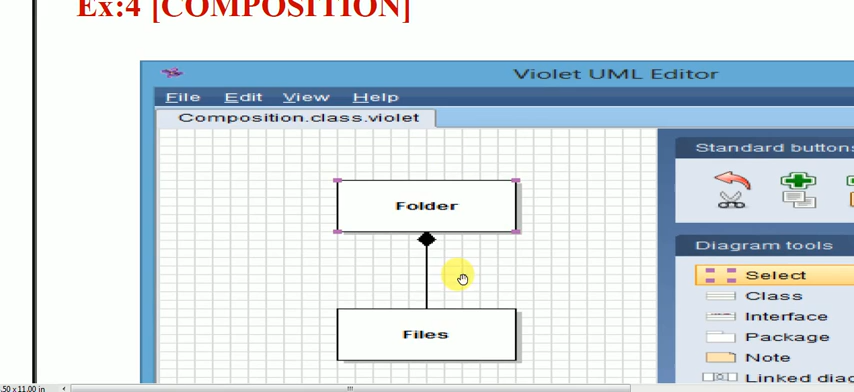 Ex:4 [COMPOSITION]
Violet UML Editor
File Edit View Help
Composition.class.violet
Standard buttons
Folder
Diagram tools
Select
Class
Interface
Files
Package
Note
Linked diag
.50 x 11.00 in